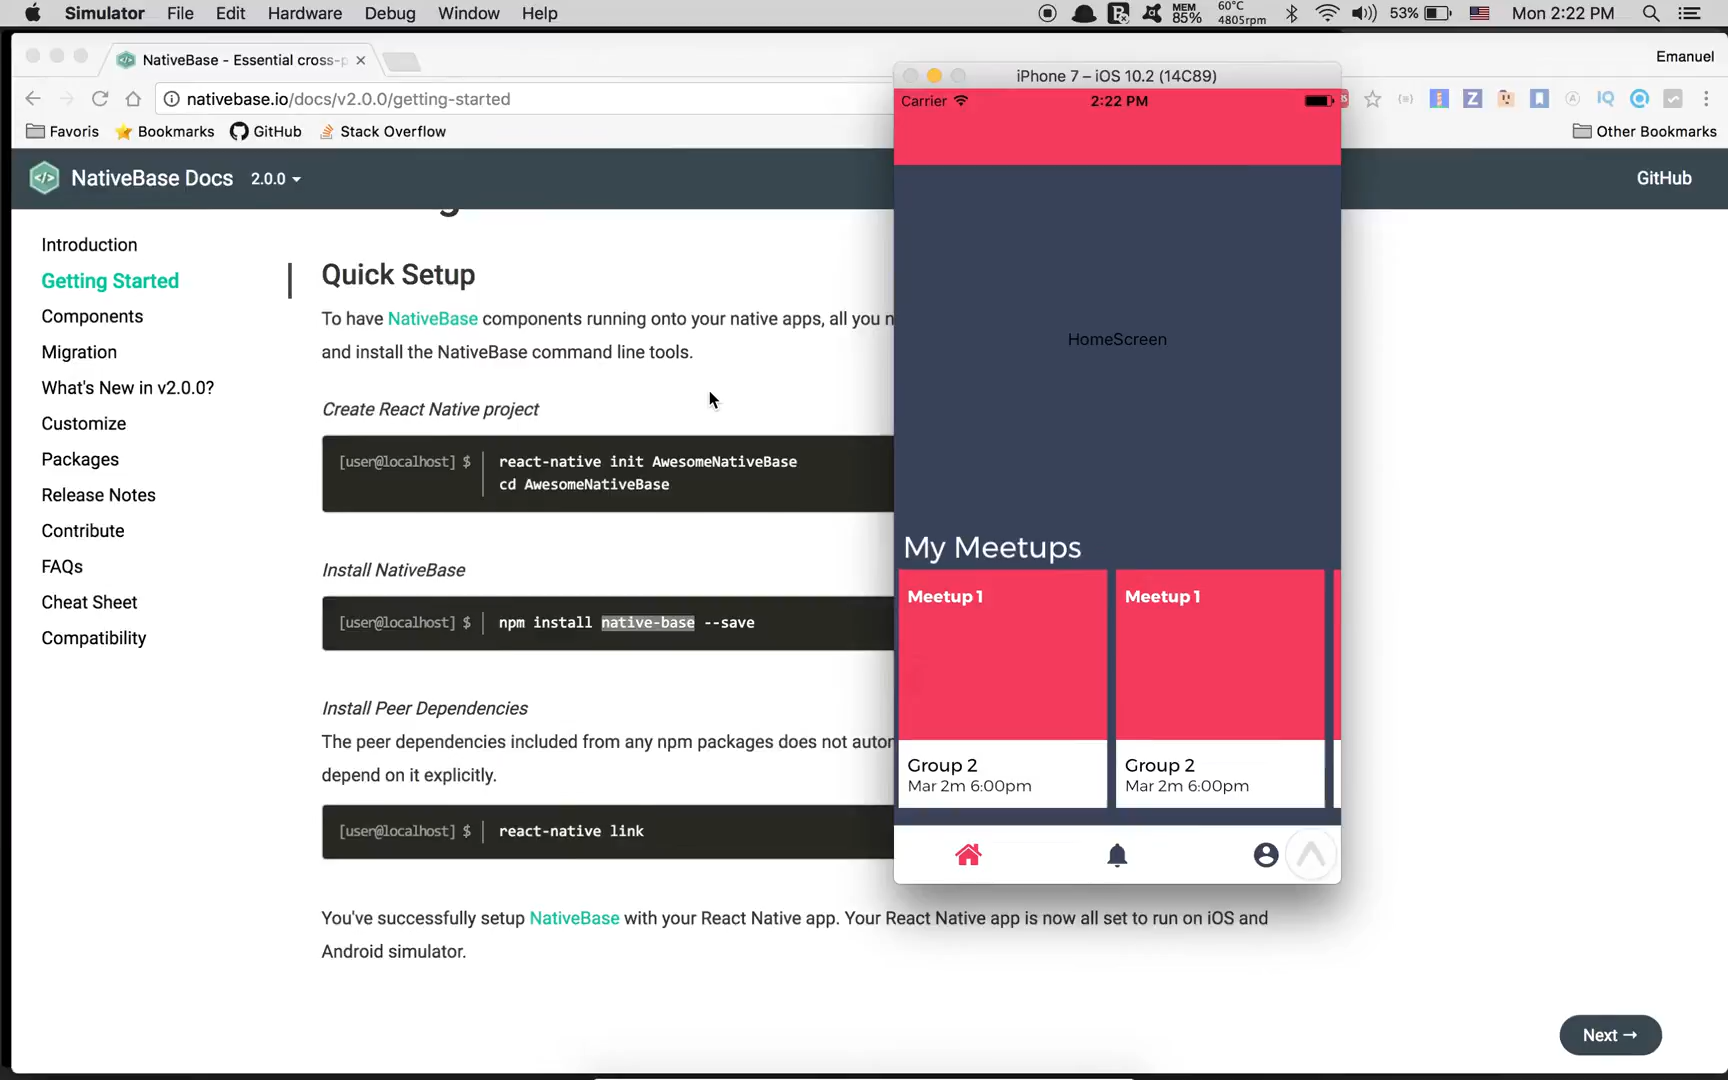 Simulator File Edit Hardware Debug Window Help
MEM 85% 60°C 4805rpm 53% Mon 2:22 PM
NativeBase - Essential cross-p
Emanuel
nativebase.io/docs/v2.0.0/getting-started
Favoris Bookmarks GitHub Stack Overflow
Other Bookmarks
NativeBase Docs 2.0.0
GitHub
Introduction
Getting Started
Components
Migration
What's New in v2.0.0?
Customize
Packages
Release Notes
Contribute
FAQs
Cheat Sheet
Compatibility
Quick Setup
To have NativeBase components running onto your native apps, all you n
and install the NativeBase command line tools.
Create React Native project
[user@localhost] $ react-native init AwesomeNativeBase
cd AwesomeNativeBase
Install NativeBase
[user@localhost] $ npm install native-base --save
Install Peer Dependencies
The peer dependencies included from any npm packages does not autor
depend on it explicitly.
[user@localhost] $ react-native link
You've successfully setup NativeBase with your React Native app. Your React Native app is now all set to run on iOS and
Android simulator.
Next →
iPhone 7 – iOS 10.2 (14C89)
Carrier 2:22 PM
HomeScreen
My Meetups
Meetup 1 Meetup 1
Group 2 Group 2
Mar 2m 6:00pm Mar 2m 6:00pm